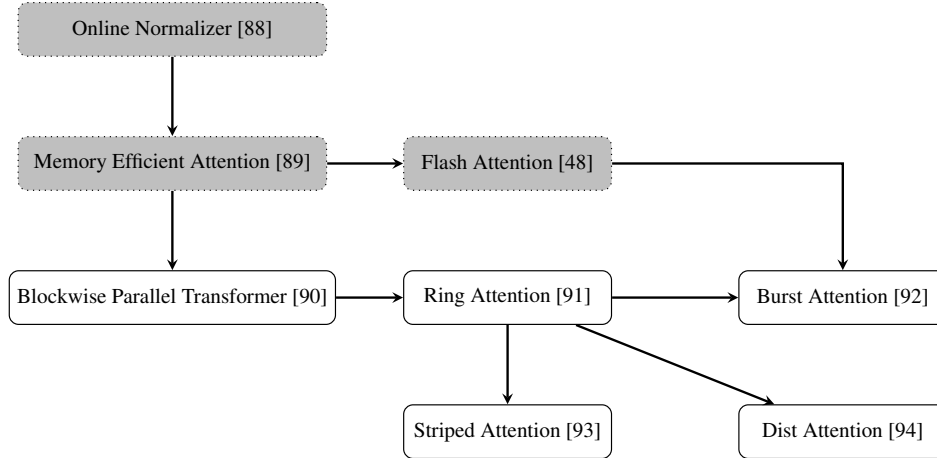 Online Normalizer [88]
Memory Efficient Attention [89]
Flash Attention [48]
Blockwise Parallel Transformer [90]
Ring Attention [91]
Burst Attention [92]
Striped Attention [93]
Dist Attention [94]